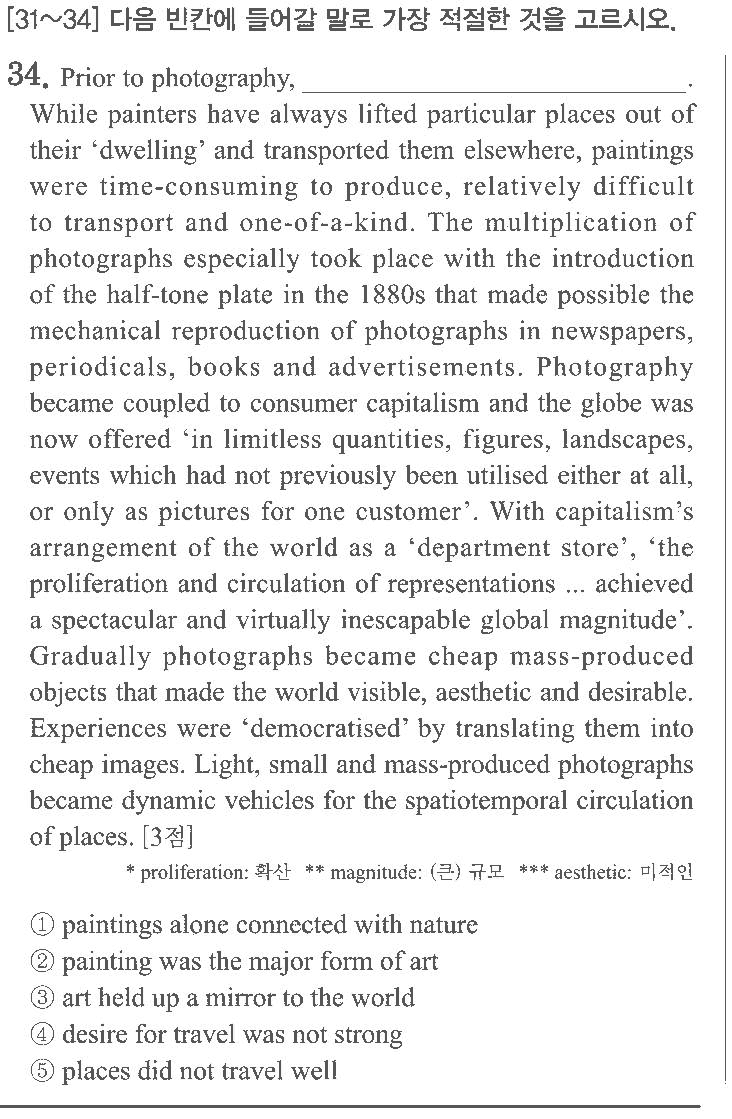 [31~34] 다음 빈칸에 들어갈 말로 가장 적절한 것을 고르시오.
34. Prior to photography, ______________________________.
While painters have always lifted particular places out of
their ‘dwelling’ and transported them elsewhere, paintings
were time-consuming to produce, relatively difficult
to transport and one-of-a-kind. The multiplication of
photographs especially took place with the introduction
of the half-tone plate in the 1880s that made possible the
mechanical reproduction of photographs in newspapers,
periodicals, books and advertisements. Photography
became coupled to consumer capitalism and the globe was
now offered ‘in limitless quantities, figures, landscapes,
events which had not previously been utilised either at all,
or only as pictures for one customer’. With capitalism’s
arrangement of the world as a ‘department store’, ‘the
proliferation and circulation of representations ... achieved
a spectacular and virtually inescapable global magnitude’.
Gradually photographs became cheap mass-produced
objects that made the world visible, aesthetic and desirable.
Experiences were ‘democratised’ by translating them into
cheap images. Light, small and mass-produced photographs
became dynamic vehicles for the spatiotemporal circulation
of places. [3점]
* proliferation: 확산 ** magnitude: (큰) 규모 *** aesthetic: 미적인
① paintings alone connected with nature
② painting was the major form of art
③ art held up a mirror to the world
④ desire for travel was not strong
⑤ places did not travel well